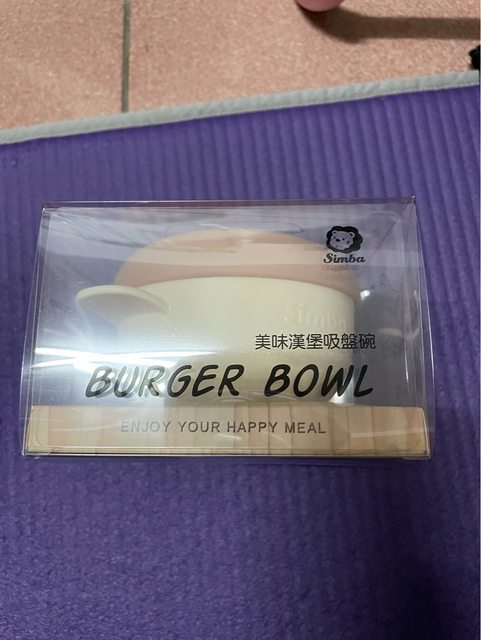 Simba
美味漢堡吸盤碗
BURGER BOWL
ENJOY YOUR HAPPY MEAL